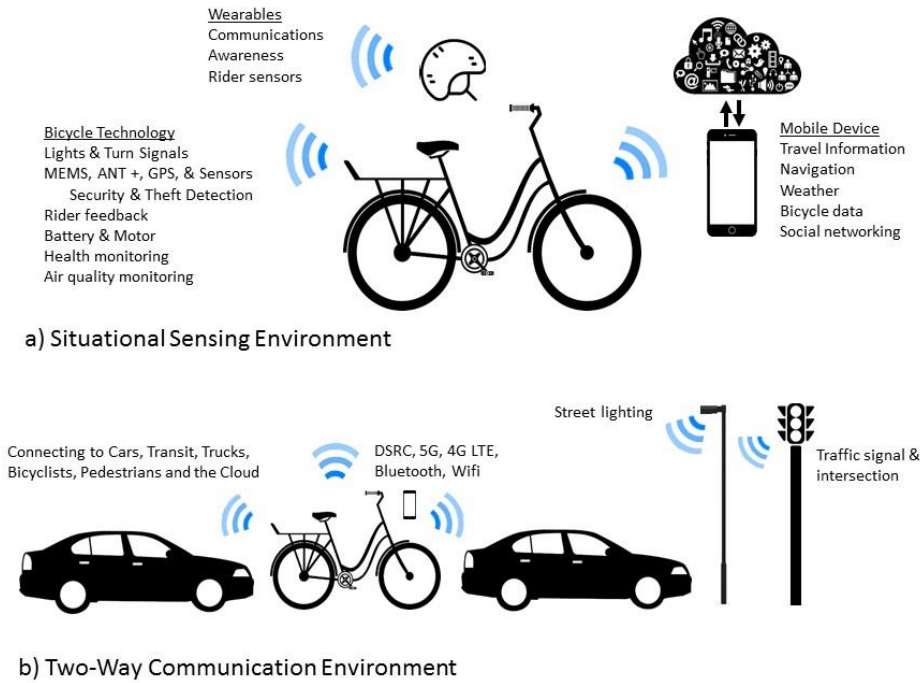 Wearables
Communications
Awareness
Rider sensors
Bicycle Technology
Lights & Turn Signals
MEMS, ANT +, GPS, & Sensors
Security & Theft Detection
Rider feedback
Battery & Motor
Health monitoring
Air quality monitoring
Mobile Device
Travel Information
Navigation
Weather
Bicycle data
Social networking
a) Situational Sensing Environment
Connecting to Cars, Transit, Trucks,
Bicyclists, Pedestrians and the Cloud
DSRC, 5G, 4G LTE,
Bluetooth, Wifi
Street lighting
Traffic signal &
intersection
b) Two-Way Communication Environment